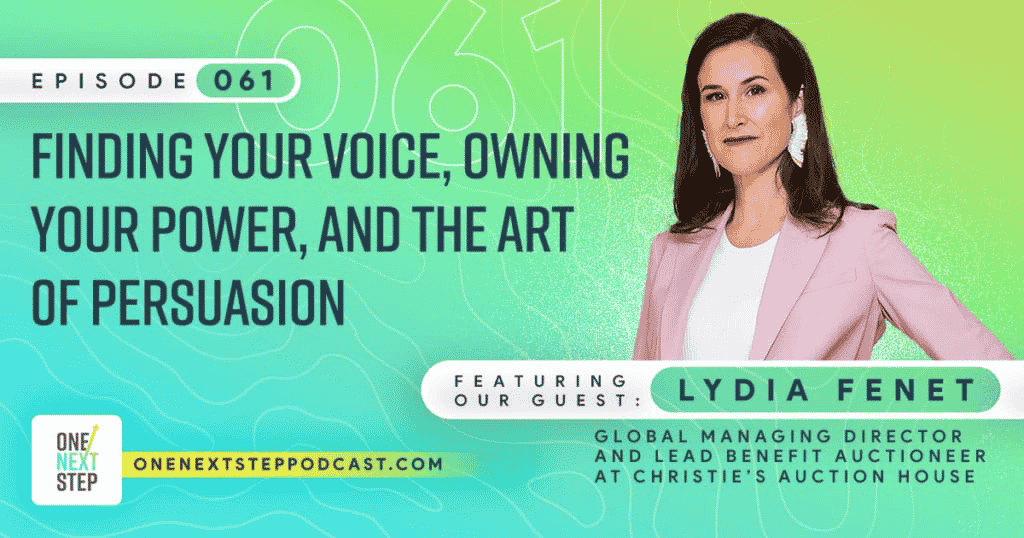 061
EPISODE 061
FINDING YOUR VOICE, OWNING
YOUR POWER, AND THE ART
OF PERSUASION
FEATURING
OUR GUEST:
LYDIA FENET
GLOBAL MANAGING DIRECTOR
AND LEAD BENEFIT AUCTIONEER
AT CHRISTIE'S AUCTION HOUSE
ONE
NEXT
STEP
ONENEXTSTEPPODCAST.COM